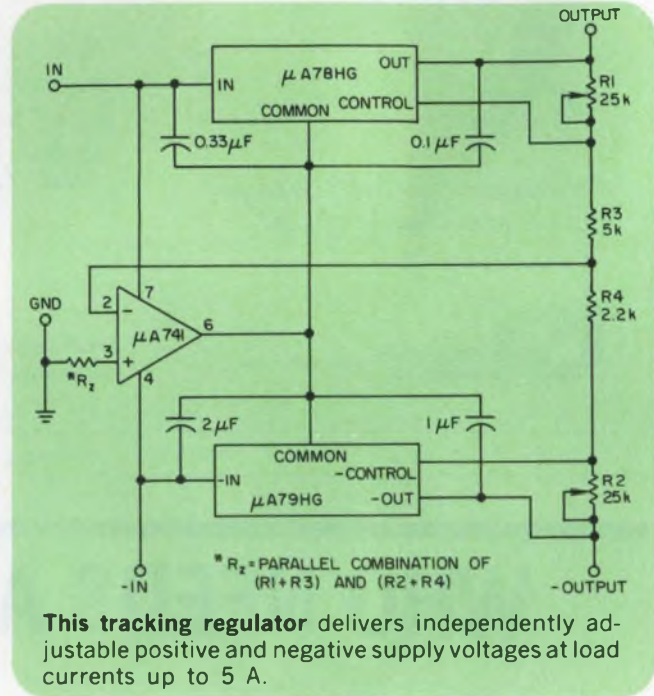 OUTPUT
IN
IN
μA78HG
OUT
COMMON
CONTROL
R1
25k
0.33μF
0.1μF
R3
5k
GND
2
7
−
μA741
6
3
+
4
*Rz
R4
2.2k
2μF
1μF
COMMON
-CONTROL
-IN
μA79HG
-OUT
R2
25k
*Rz=PARALLEL COMBINATION OF
(R1+R3) AND (R2+R4)
-IN
-OUTPUT
This tracking regulator delivers independently ad-
justable positive and negative supply voltages at load
currents up to 5 A.